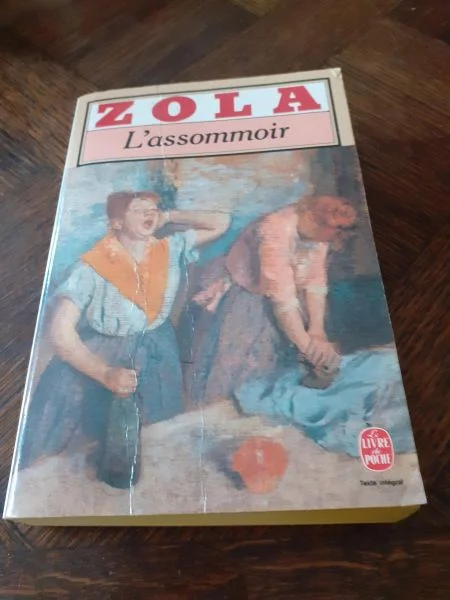 ZOLA
L'assommoir
Le
LIVRE
de
POCHE
Texte intégral